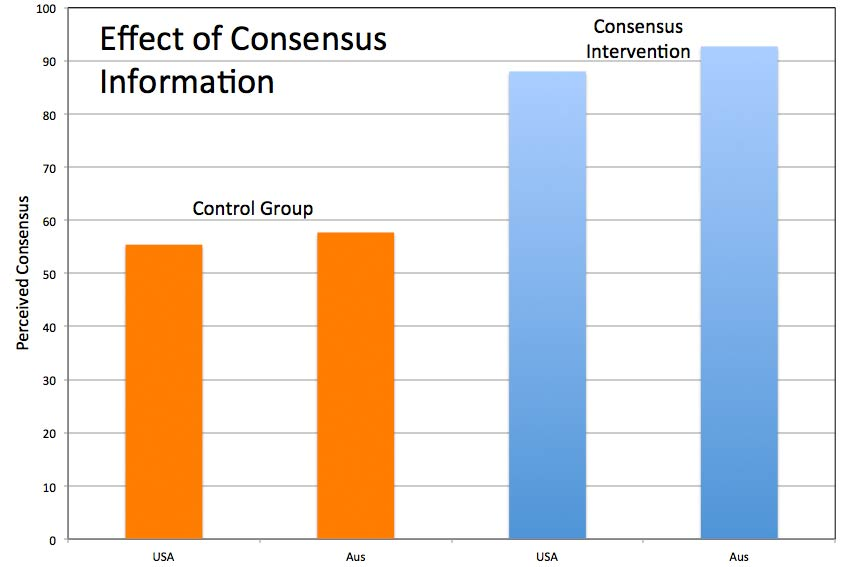 Effect of Consensus
Information
Consensus
Intervention
Control Group
Perceived Consensus
100
90
80
70
60
50
40
30
20
10
0
USA
Aus
USA
Aus